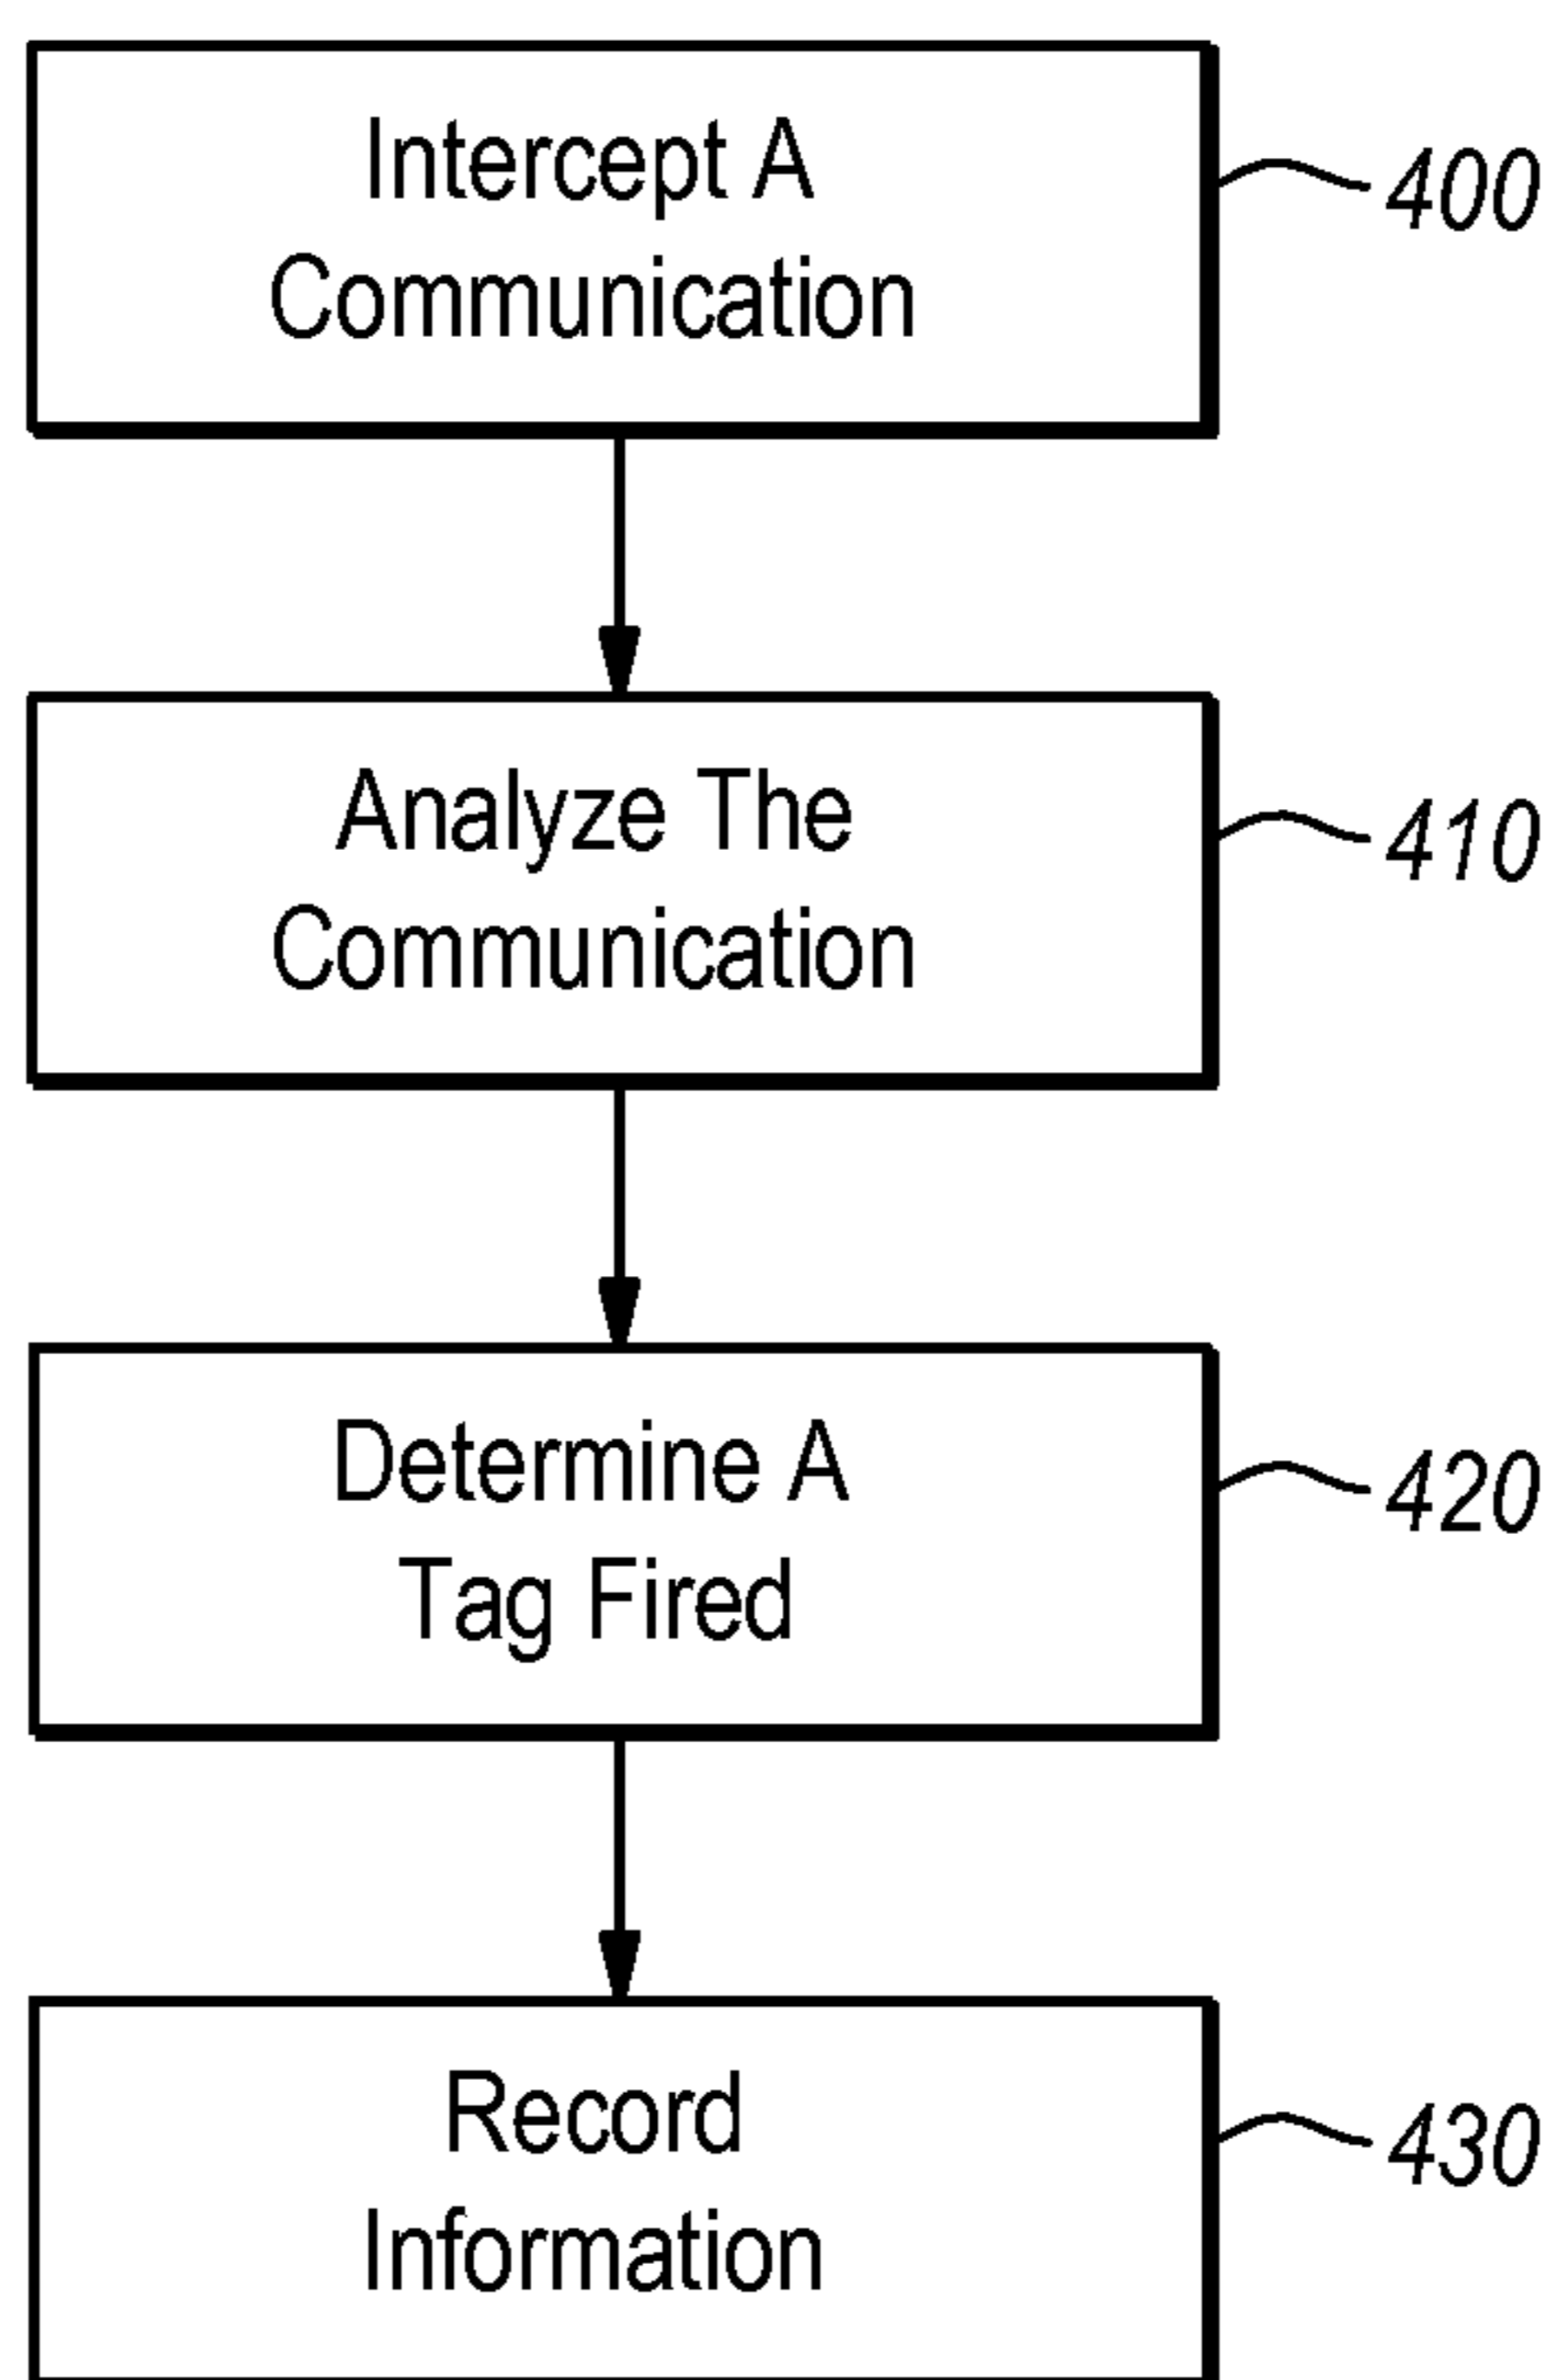 Intercept A
Communication
400
Analyze The
Communication
410
Determine A
Tag Fired
420
Record
Information
430